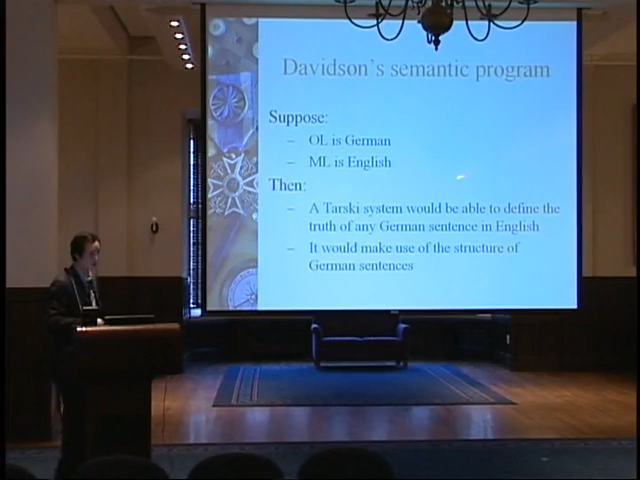 Davidson's semantic program
Suppose:
– OL is German
– ML is English
Then:
– A Tarski system would be able to define the
truth of any German sentence in English
– It would make use of the structure of
German sentences